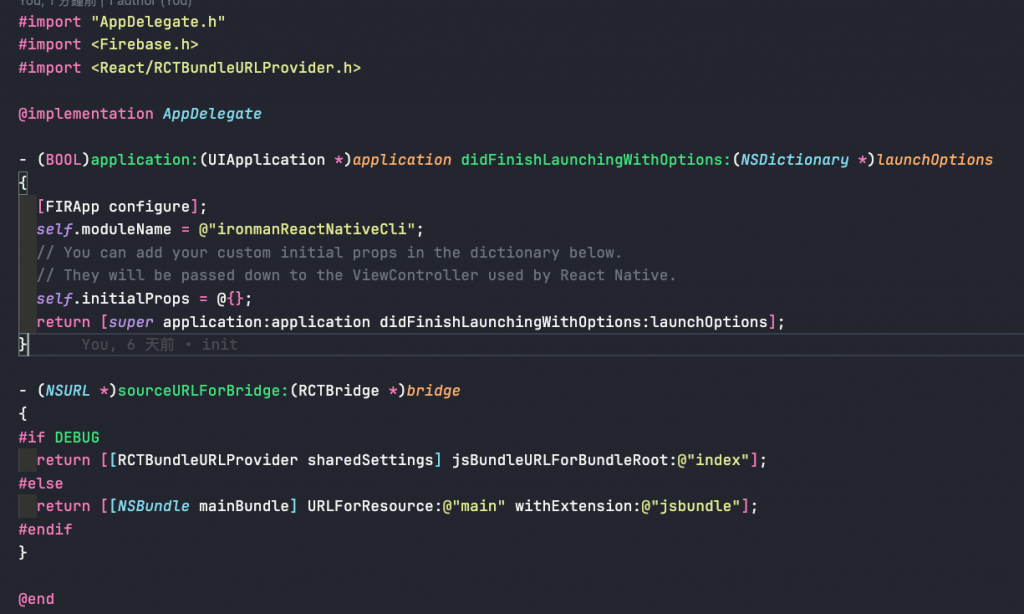 You, 1 分鐘前 | 1 author (You)
#import "AppDelegate.h"
#import <Firebase.h>
#import <React/RCTBundleURLProvider.h>
@implementation AppDelegate
- (BOOL)application:(UIApplication *)application didFinishLaunchingWithOptions:(NSDictionary *)launchOptions
{
[FIRApp configure];
self.moduleName = @"ironmanReactNativeCli";
// You can add your custom initial props in the dictionary below.
// They will be passed down to the ViewController used by React Native.
self.initialProps = @{};
return [super application:application didFinishLaunchingWithOptions:launchOptions];
} You, 6 天前 • init
- (NSURL *)sourceURLForBridge:(RCTBridge *)bridge
{
#if DEBUG
return [[RCTBundleURLProvider sharedSettings] jsBundleURLForBundleRoot:@"index"];
#else
return [[NSBundle mainBundle] URLForResource:@"main" withExtension:@"jsbundle"];
#endif
}
@end